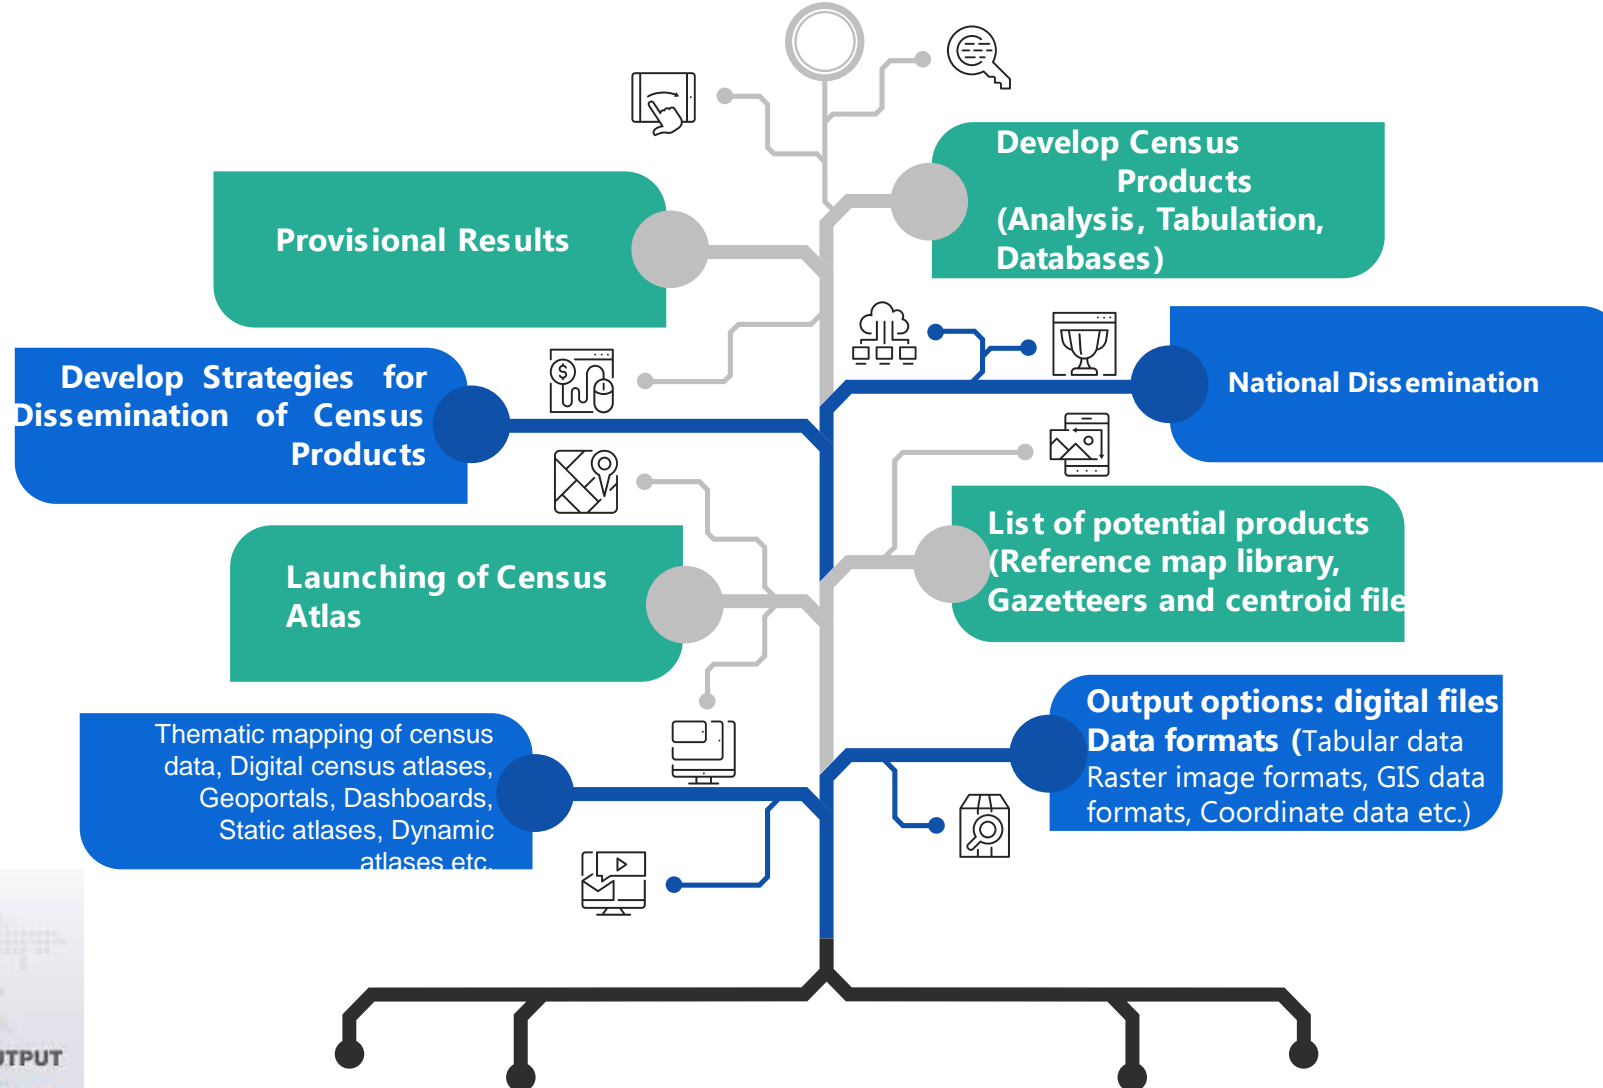 Develop Census
Products
(Analysis, Tabulation,
Databases)
Provisional Results
National Dissemination
Develop Strategies for
Dissemination of Census
Products
List of potential products
(Reference map library,
Gazetteers and centroid file
Launching of Census
Atlas
Output options: digital files
Data formats (Tabular data
Raster image formats, GIS data
formats, Coordinate data etc.)
Thematic mapping of census
data, Digital census atlases,
Geoportals, Dashboards,
Static atlases, Dynamic
atlases etc.
$